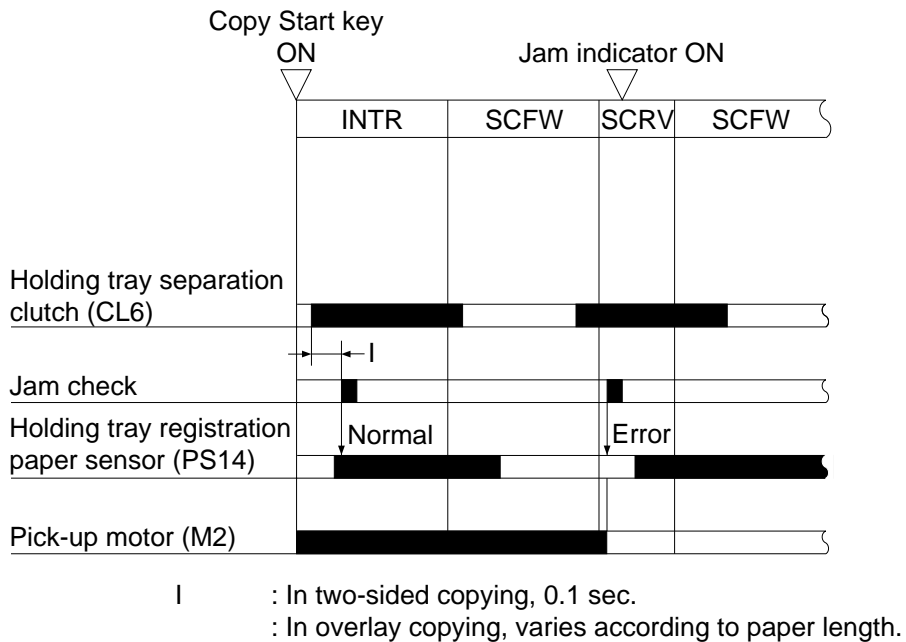 Copy Start key
ON
Jam indicator ON
INTR SCFW SCRV SCFW
Holding tray separation
clutch (CL6)
I
Jam check
Holding tray registration
paper sensor (PS14)
Normal
Error
Pick-up motor (M2)
I : In two-sided copying, 0.1 sec.
: In overlay copying, varies according to paper length.